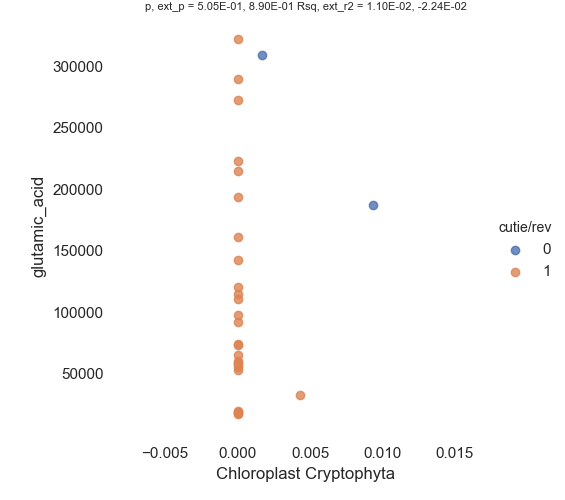 p, ext_p = 5.05E-01, 8.90E-01 Rsq, ext_r2 = 1.10E-02, -2.24E-02
300000
250000
200000
150000
100000
50000
glutamic_acid
cutie/rev
0
1
−0.005 0.000 0.005 0.010 0.015
Chloroplast Cryptophyta